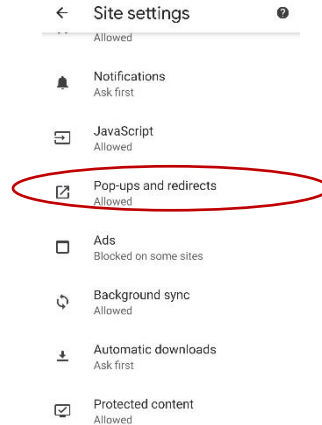 Site settings
Allowed
Notifications
Ask first
JavaScript
Allowed
Pop-ups and redirects
Allowed
Ads
Blocked on some sites
Background sync
Allowed
Automatic downloads
Ask first
Protected content
Allowed